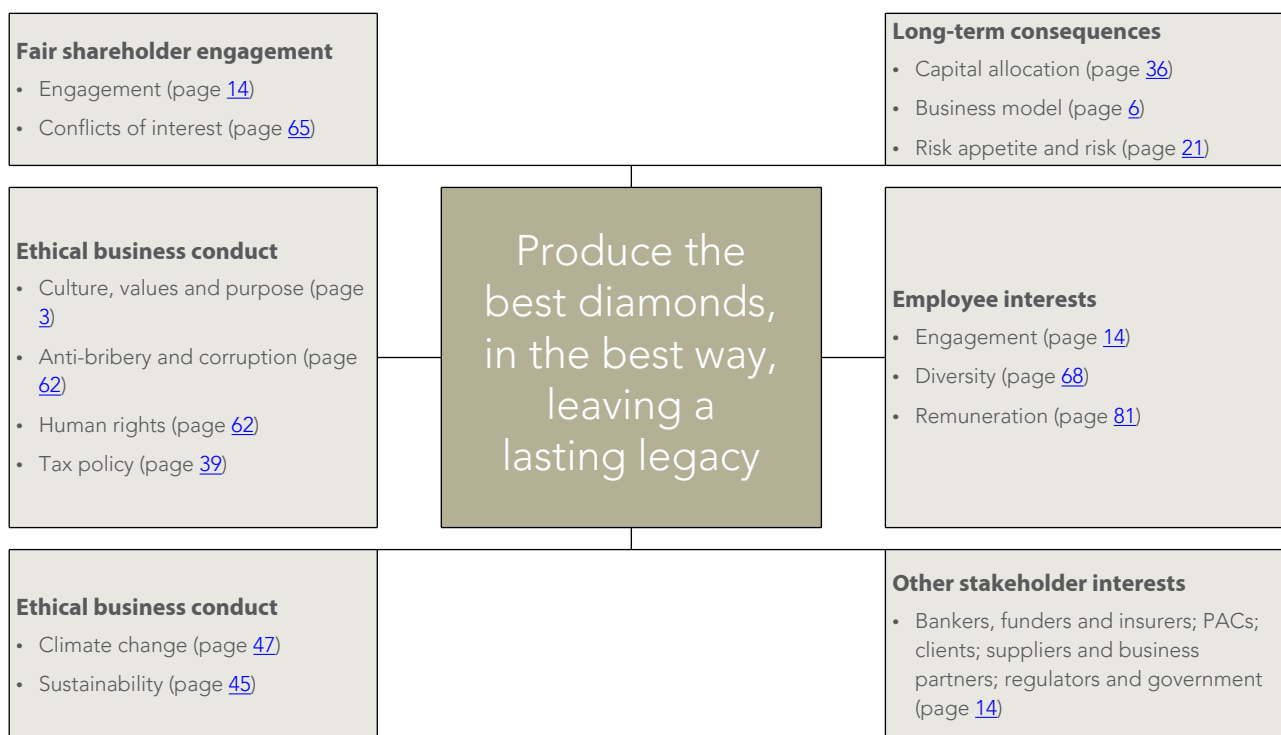 Fair shareholder engagement
• Engagement (page 14)
• Conflicts of interest (page 65)
Long-term consequences
• Capital allocation (page 36)
• Business model (page 6)
• Risk appetite and risk (page 21)
Ethical business conduct
• Culture, values and purpose (page
3)
• Anti-bribery and corruption (page
62)
• Human rights (page 62)
• Tax policy (page 39)
Produce the
best diamonds,
in the best way,
leaving a
lasting legacy
Employee interests
• Engagement (page 14)
• Diversity (page 68)
• Remuneration (page 81)
Ethical business conduct
• Climate change (page 47)
• Sustainability (page 45)
Other stakeholder interests
• Bankers, funders and insurers; PACs;
clients; suppliers and business
partners; regulators and government
(page 14)